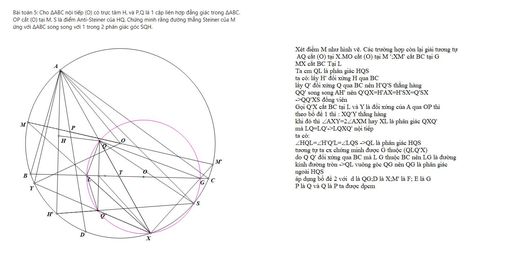 Bài toán 5: Cho ΔABC nội tiếp (O) có trực tâm H, và P,Q là 1 cặp liên hợp đẳng giác trong ΔABC.
OP cắt (O) tại M, S là điểm Anti-Steiner của HQ. Chứng minh rằng đường thẳng Steiner của M
ứng với ΔABC song song với 1 trong 2 phân giác góc SQH.
Xét điểm M như hình vẽ. Các trường hợp còn lại giải tương tự
AQ cắt (O) tại X.MO cắt (O) tại M ';XM' cắt BC tại G
MX cắt BC Tại L
Ta cm QL là phân giác HQS
ta có: lấy H' đối xứng H qua BC
lấy Q' đối xứng Q qua BC nên H'Q'S thẳng hàng
QQ' song song AH' nên Q'QX=H'AX=H'SX=Q'SX
->QQ'XS đồng viên
Gọi Q'X cắt BC tại L và Y là đối xứng của A qua OP thì
theo bổ đề 1 thì : XQ'Y thẳng hàng
khi đó thì ∠AXY=2∠AXM hay XL là phân giác QXQ'
mà LQ=LQ'->LQXQ' nội tiếp
ta có:
∠HQL=∠H'Q'L=∠LQS ->QL là phân giác HQS
tương tự ta cx chứng minh được G thuộc (QLQ'X)
do Q Q' đối xứng qua BC mà L G thuộc BC nên LG là đường
kính đường tròn ->QL vuông góc QG nên QG là phân giác
ngoài HQS
áp dụng bổ đề 2 với d là QG;D là X;M' là F; E là G
P là Q và Q là P ta được đpcm
A
M
P
H
Q
O
M'
B
L
T
O
G
C
Y
H'
Q'
S
D
X